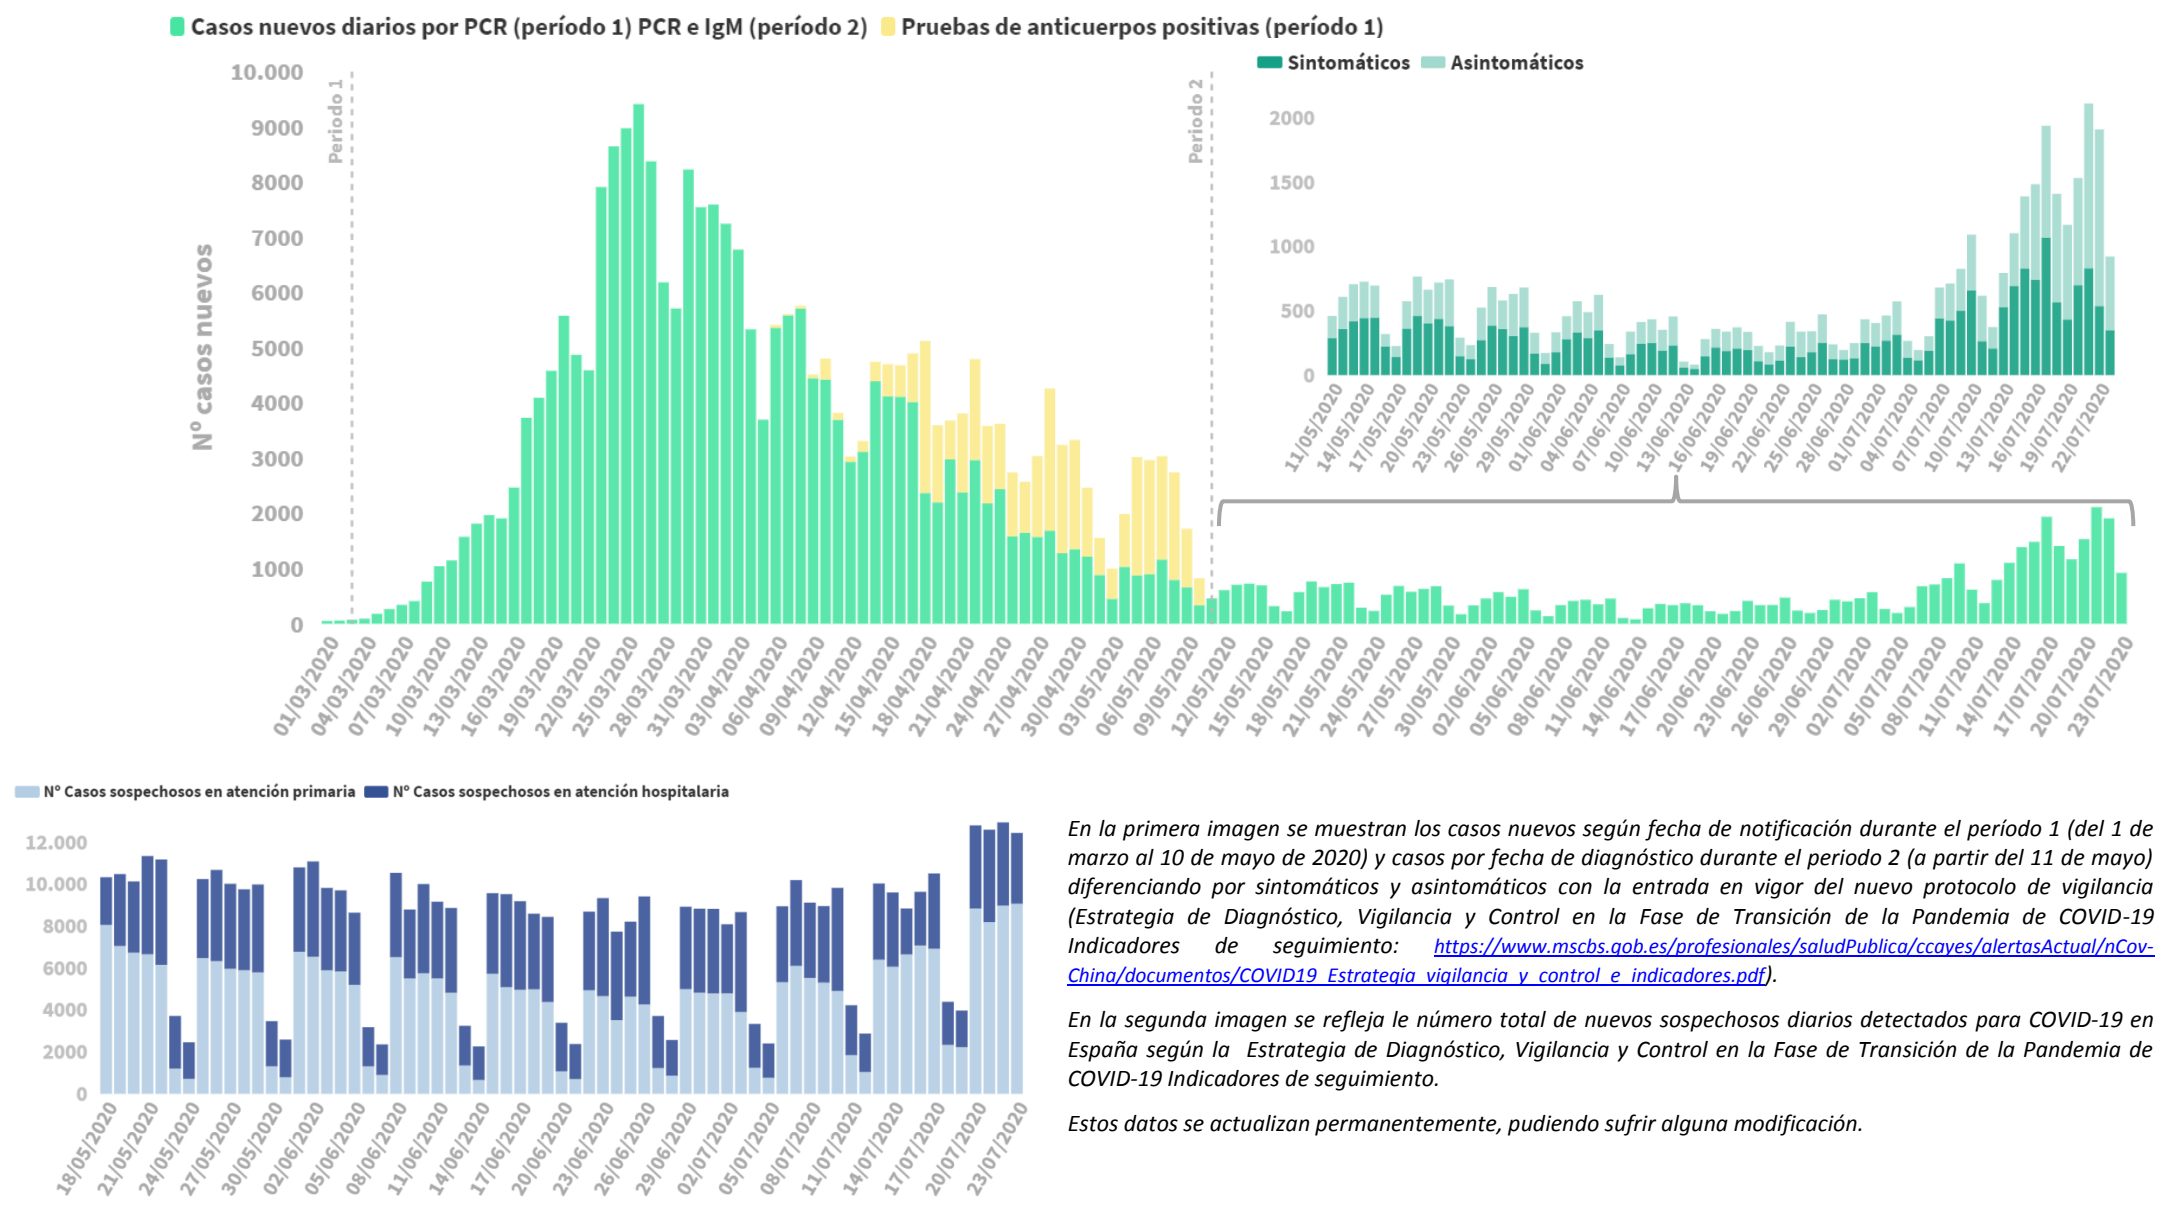 Casos nuevos diarios por PCR (período 1) PCR e IgM (período 2) Pruebas de anticuerpos positivas (período 1)
Sintomáticos Asintomáticos
Nº casos nuevos
10.000
9000
8000
7000
6000
5000
4000
3000
2000
1000
0
Periodo 1
Periodo 2
2000
1500
1000
500
0
11/05/2020 14/05/2020 17/05/2020 20/05/2020 23/05/2020 26/05/2020 29/05/2020 01/06/2020 04/06/2020 07/06/2020 10/06/2020 13/06/2020 16/06/2020 19/06/2020 22/06/2020 25/06/2020 28/06/2020 01/07/2020 04/07/2020 07/07/2020 10/07/2020 13/07/2020 16/07/2020 19/07/2020 22/07/2020
01/03/2020 04/03/2020 07/03/2020 10/03/2020 13/03/2020 16/03/2020 19/03/2020 22/03/2020 25/03/2020 28/03/2020 31/03/2020 03/04/2020 06/04/2020 09/04/2020 12/04/2020 15/04/2020 18/04/2020 21/04/2020 24/04/2020 27/04/2020 30/04/2020 03/05/2020 06/05/2020 09/05/2020 12/05/2020 15/05/2020 18/05/2020 21/05/2020 24/05/2020 27/05/2020 30/05/2020 02/06/2020 05/06/2020 08/06/2020 11/06/2020 14/06/2020 17/06/2020 20/06/2020 23/06/2020 26/06/2020 29/06/2020 02/07/2020 05/07/2020 08/07/2020 11/07/2020 14/07/2020 17/07/2020 20/07/2020 23/07/2020
Nº Casos sospechosos en atención primaria Nº Casos sospechosos en atención hospitalaria
12.000
10.000
8000
6000
4000
2000
0
18/05/2020 21/05/2020 24/05/2020 27/05/2020 30/05/2020 02/06/2020 05/06/2020 08/06/2020 11/06/2020 14/06/2020 17/06/2020 20/06/2020 23/06/2020 26/06/2020 29/06/2020 02/07/2020 05/07/2020 08/07/2020 11/07/2020 14/07/2020 17/07/2020 20/07/2020 23/07/2020
En la primera imagen se muestran los casos nuevos según fecha de notificación durante el período 1 (del 1 de
marzo al 10 de mayo de 2020) y casos por fecha de diagnóstico durante el periodo 2 (a partir del 11 de mayo)
diferenciando por sintomáticos y asintomáticos con la entrada en vigor del nuevo protocolo de vigilancia
(Estrategia de Diagnóstico, Vigilancia y Control en la Fase de Transición de la Pandemia de COVID-19
Indicadores de seguimiento: https://www.mscbs.gob.es/profesionales/saludPublica/ccayes/alertasActual/nCov-
China/documentos/COVID19_Estrategia_vigilancia_y_control_e_indicadores.pdf).
En la segunda imagen se refleja le número total de nuevos sospechosos diarios detectados para COVID-19 en
España según la Estrategia de Diagnóstico, Vigilancia y Control en la Fase de Transición de la Pandemia de
COVID-19 Indicadores de seguimiento.
Estos datos se actualizan permanentemente, pudiendo sufrir alguna modificación.